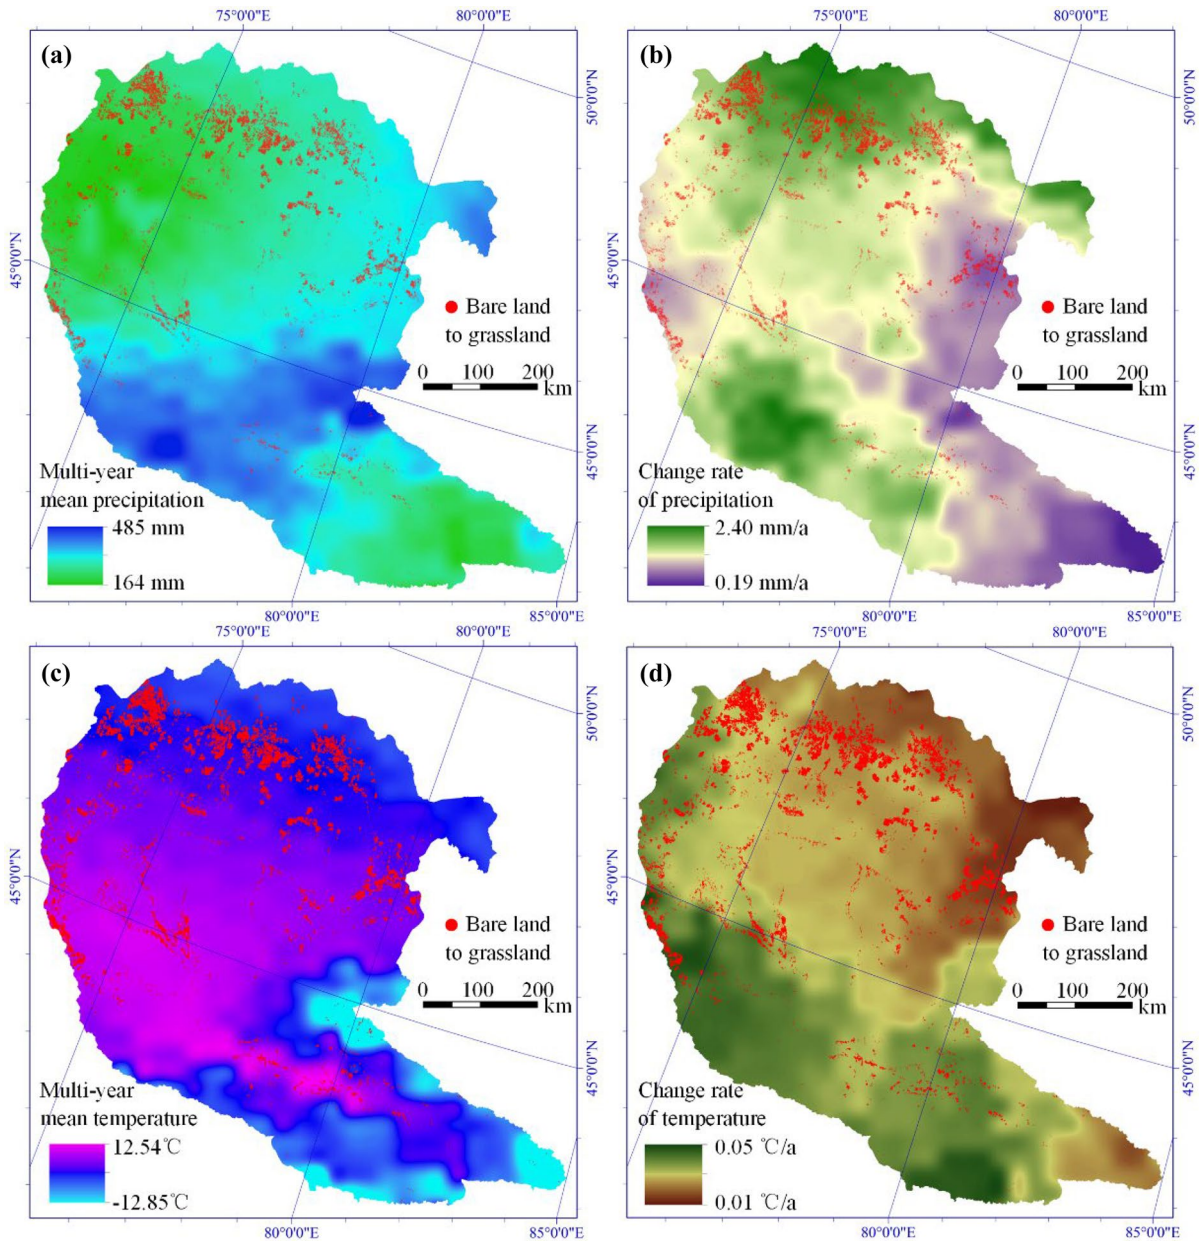 75°0'0"E 80°0'0"E 75°0'0"E 80°0'0"E
(a) (b)
50°0'0"N 50°0'0"N
45°0'0"N 45°0'0"N
Bare land
to grassland
0 100 200
km
Bare land
to grassland
0 100 200
km
45°0'0"N 45°0'0"N
Multi-year
mean precipitation
485 mm
164 mm
Change rate
of precipitation
2.40 mm/a
0.19 mm/a
80°0'0"E 85°0'0"E 80°0'0"E 85°0'0"E
75°0'0"E 80°0'0"E 75°0'0"E 80°0'0"E
(c) (d)
50°0'0"N 50°0'0"N
45°0'0"N 45°0'0"N
Bare land
to grassland
0 100 200
km
Bare land
to grassland
0 100 200
km
45°0'0"N 45°0'0"N
Multi-year
mean temperature
12.54℃
-12.85℃
Change rate
of temperature
0.05 ℃/a
0.01 ℃/a
80°0'0"E 85°0'0"E 80°0'0"E 85°0'0"E